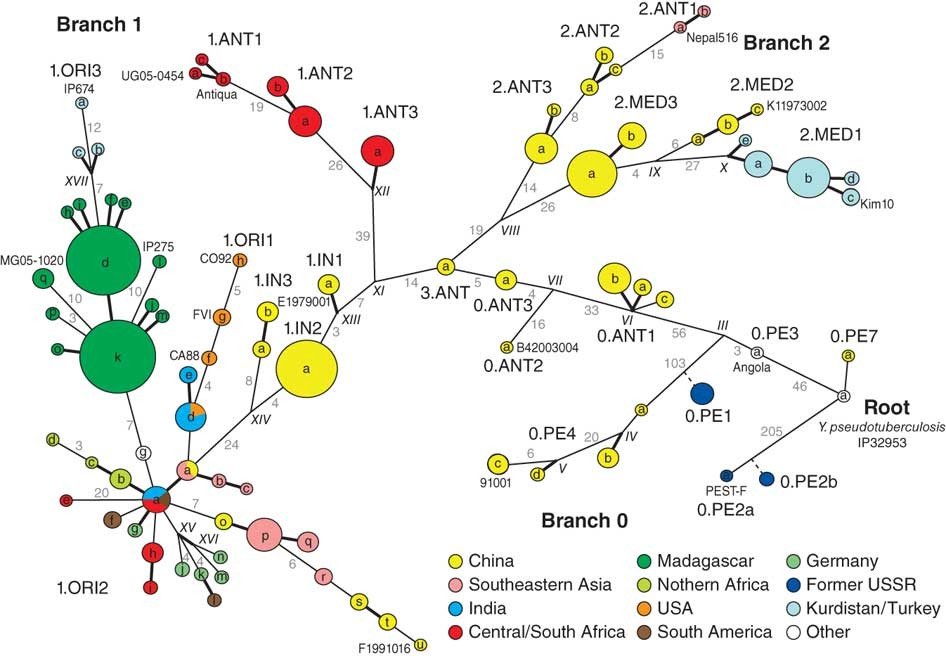 Branch 1
1.ORI3
IP674
a
12
c
b
XVII
7
h
i
f
e
d
MG05-1020
q
IP275
l
10
10
p
3
j
m
o
k
7
g
1.ANT1
c
UG05-0454
a
b
Antiqua
19
1.ANT2
b
a
26
1.ANT3
a
XII
39
XI
14
1.ORI1
CO92
h
5
FVI
g
CA88
f
4
e
d
1.IN3
E1979001
b
a
8
XIV
4
24
1.IN1
a
7
XIII
3
1.IN2
a
a
b
c
d
3
c
b
20
e
a
f
g
h
i
1.ORI2
7
XV
XVI
4
4
j
k
l
n
m
o
p
q
6
r
s
t
F1991016
u
2.ANT1
b
a
Nepal516
15
Branch 2
2.ANT2
b
c
a
8
2.ANT3
b
a
14
VIII
19
26
2.MED3
b
a
4
IX
6
27
2.MED2
c
K11973002
b
a
2.MED1
e
X
a
b
d
c
Kim10
a
3.ANT
5
a
0.ANT3
4
VII
16
a
B42003004
0.ANT2
33
b
a
c
VI
0.ANT1
56
III
3
0.PE3
a
Angola
46
0.PE7
a
a
Root
Y. pseudotuberculosis
IP32953
205
PEST-F
0.PE2a
0.PE2b
103
0.PE1
a
IV
20
b
0.PE4
6
V
c
91001
d
Branch 0
China
Southeastern Asia
India
Central/South Africa
Madagascar
Nothern Africa
USA
South America
Germany
Former USSR
Kurdistan/Turkey
Other